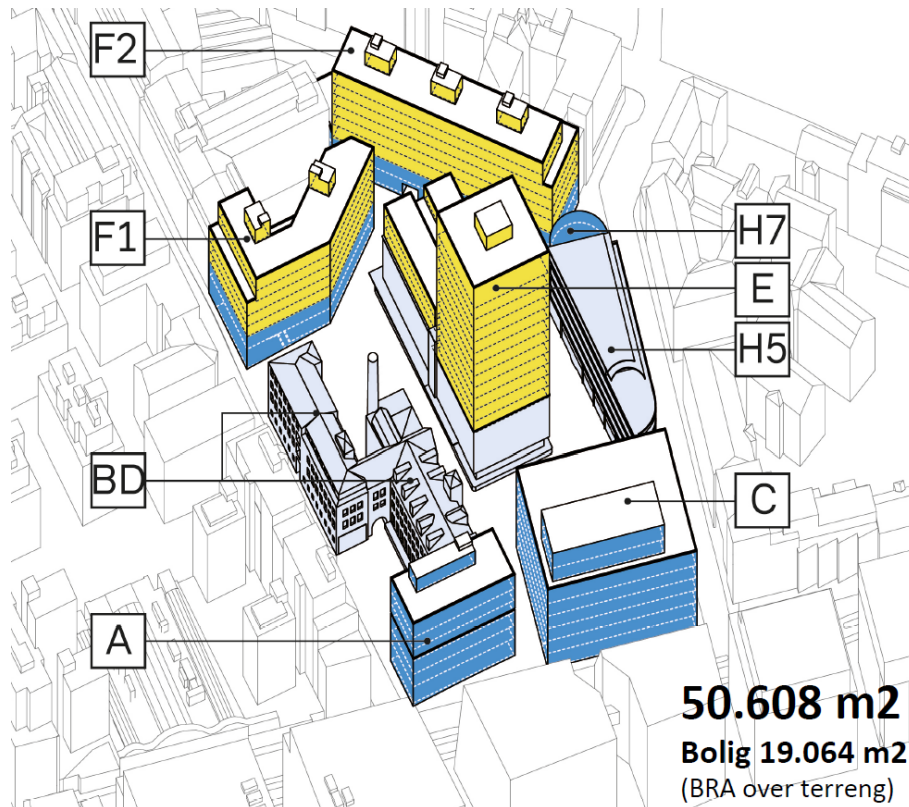 F2
F1
H7
E
H5
BD
C
A
50.608 m2
Bolig 19.064 m2
(BRA over terreng)